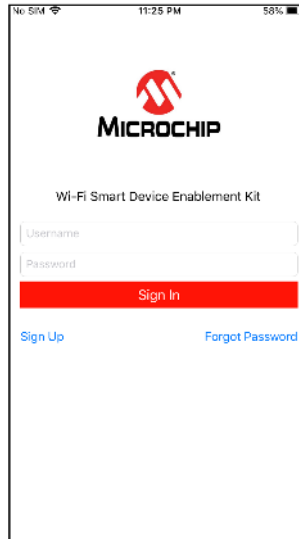 No SIM 11:25 PM 58%
MICROCHIP
Wi-Fi Smart Device Enablement Kit
Username
Password
Sign In
Sign Up Forgot Password